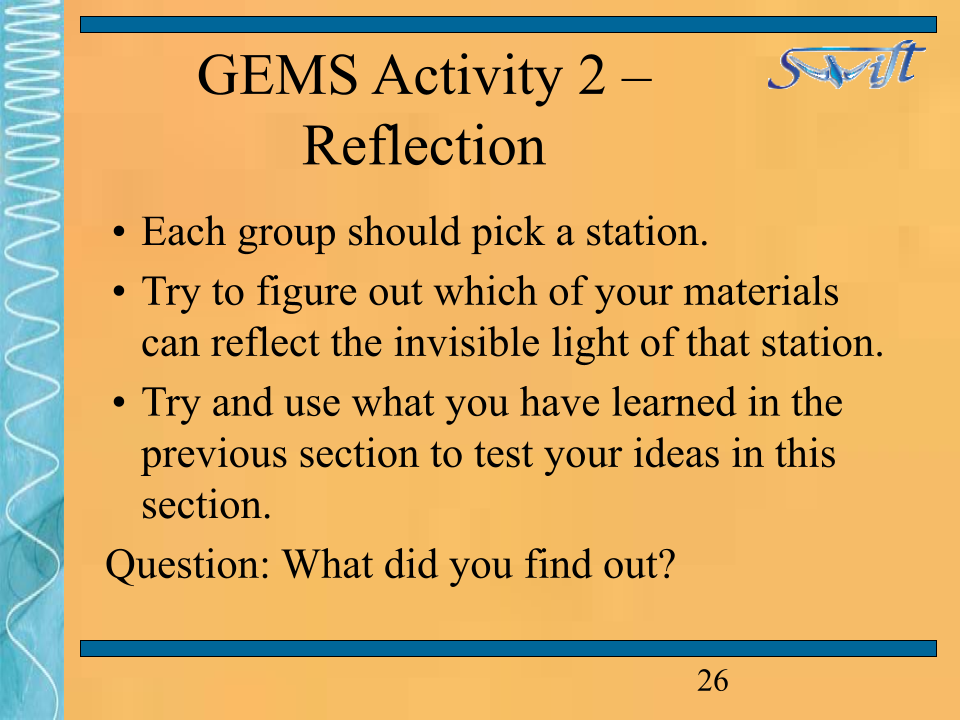 GEMS Activity 2 –
Reflection
Swift
• Each group should pick a station.
• Try to figure out which of your materials
can reflect the invisible light of that station.
• Try and use what you have learned in the
previous section to test your ideas in this
section.
Question: What did you find out?
26